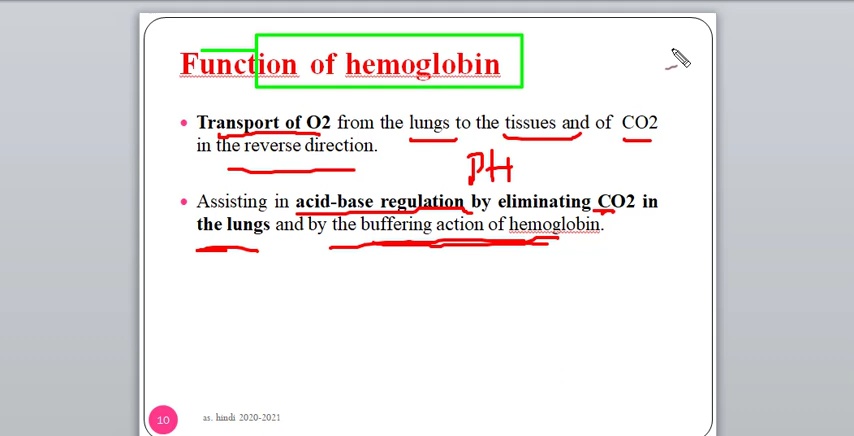 Function of hemoglobin
• Transport of O2 from the lungs to the tissues and of CO2
in the reverse direction.
PH
• Assisting in acid-base regulation by eliminating CO2 in
the lungs and by the buffering action of hemoglobin.
10
as. hindi 2020-2021